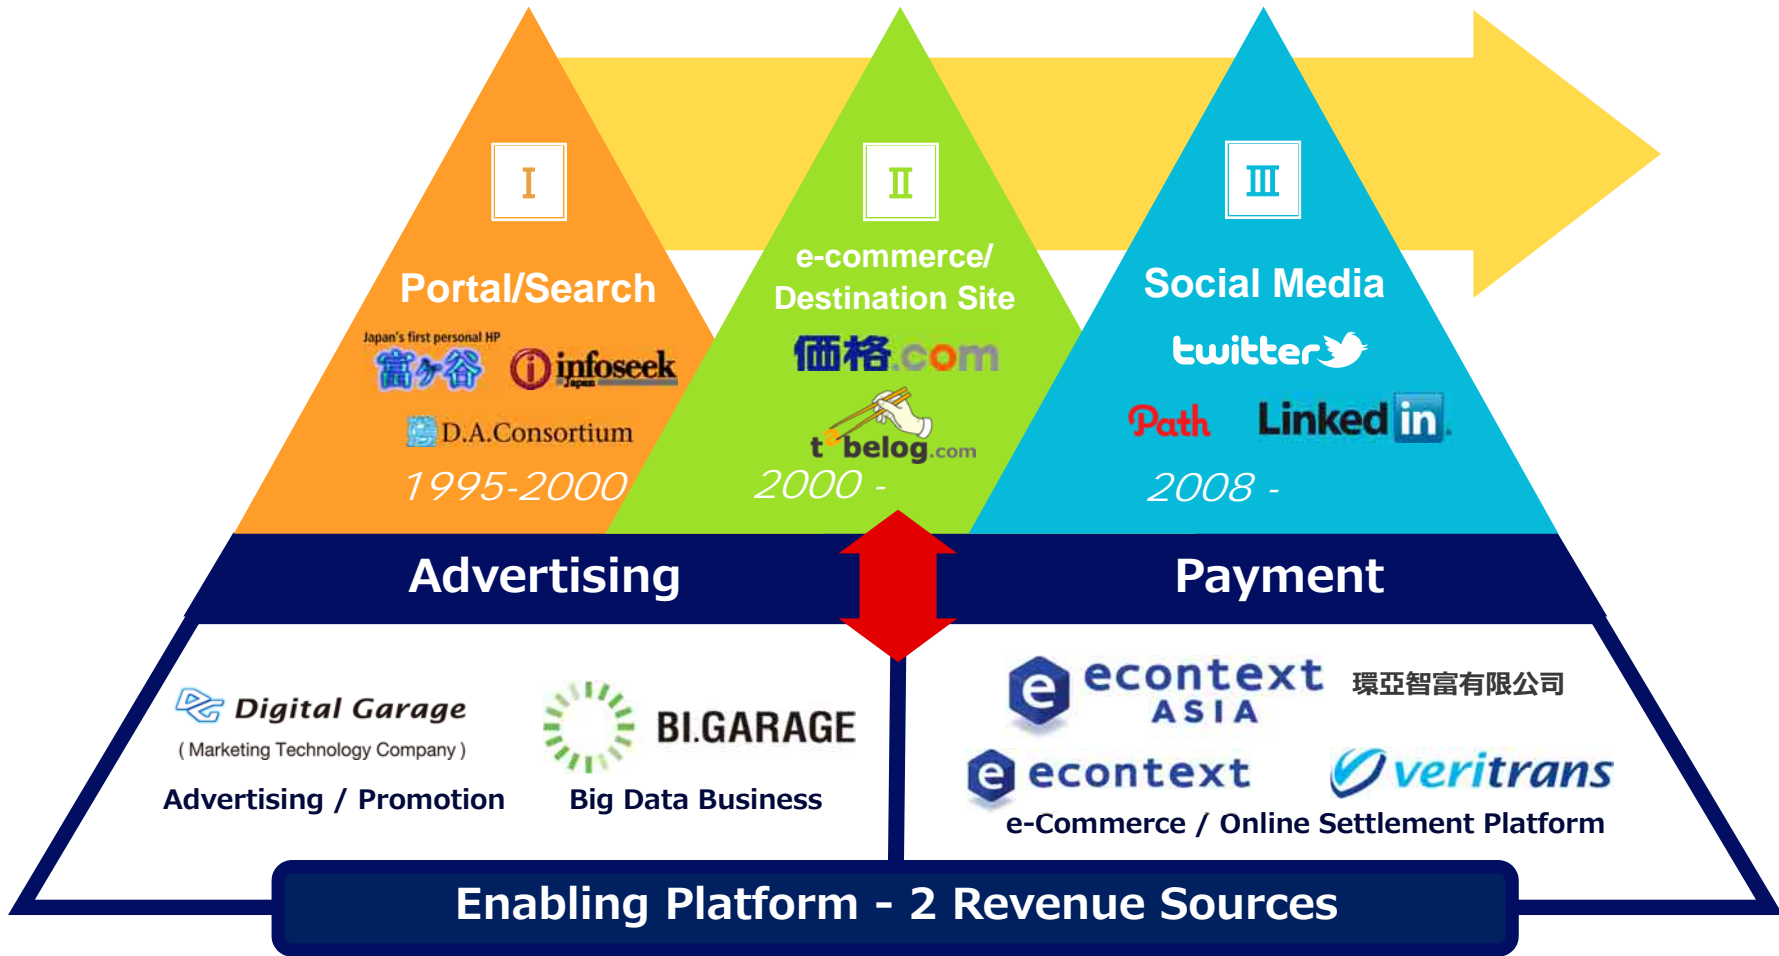 I
II
III
Portal/Search
Japan's first personal HP
富ヶ谷
infoseek
Japan
D.A.Consortium
1995-2000
e-commerce/
Destination Site
価格.com
tabelog.com
2000 -
Social Media
twitter
Path
Linked in
2008 -
Advertising
Payment
Digital Garage
( Marketing Technology Company )
Advertising / Promotion
BI.GARAGE
Big Data Business
e econtext
ASIA
環亞智富有限公司
e econtext
veritrans
e-Commerce / Online Settlement Platform
Enabling Platform - 2 Revenue Sources